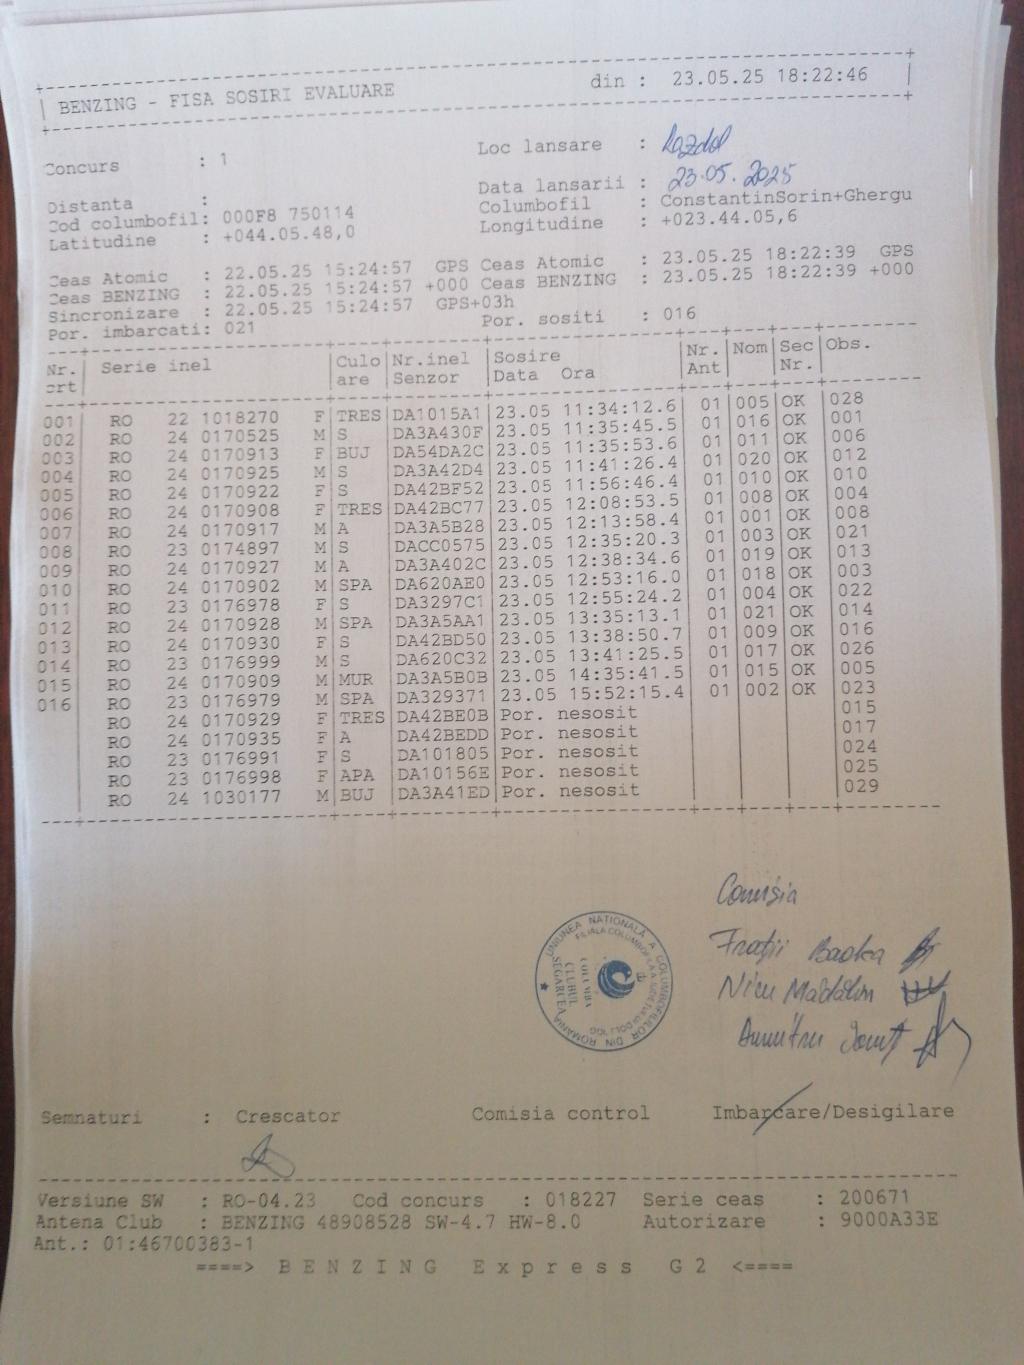 BENZING - FISA SOSIRI EVALUARE din : 23.05.25 18:22:46
Concurs : 1 Loc lansare : Razdol
Distanta : Data lansarii : 23.05.2025
Cod columbofil: 000F8 750114 Columbofil : ConstantinSorin+Ghergu
Latitudine : +044.05.48,0 Longitudine : +023.44.05,6
Ceas Atomic : 22.05.25 15:24:57 GPS Ceas Atomic : 23.05.25 18:22:39 GPS
Ceas BENZING : 22.05.25 15:24:57 +000 Ceas BENZING : 23.05.25 18:22:39 +000
Sincronizare : 22.05.25 15:24:57 GPS+03h
Por. imbarcati: 021 Por. sositi : 016
Nr. Serie inel Culo Nr.inel Sosire Nr. Nom Sec Obs.
crt are Senzor Data Ora Ant Nr.
001 RO 22 1018270 F TRES DA1015A1 23.05 11:34:12.6 01 005 OK 028
002 RO 24 0170525 M S DA3A430F 23.05 11:35:45.5 01 016 OK 001
003 RO 24 0170913 F BUJ DA54DA2C 23.05 11:35:53.6 01 011 OK 006
004 RO 24 0170925 M S DA3A42D4 23.05 11:41:26.4 01 020 OK 012
005 RO 24 0170922 F S DA42BF52 23.05 11:56:46.4 01 010 OK 010
006 RO 24 0170908 F TRES DA42BC77 23.05 12:08:53.5 01 008 OK 004
007 RO 24 0170917 M A DA3A5B28 23.05 12:13:58.4 01 001 OK 008
008 RO 23 0174897 M S DACC0575 23.05 12:35:20.3 01 003 OK 021
009 RO 24 0170927 M A DA3A402C 23.05 12:38:34.6 01 019 OK 013
010 RO 24 0170902 M SPA DA620AE0 23.05 12:53:16.0 01 018 OK 003
011 RO 23 0176978 F S DA3297C1 23.05 12:55:24.2 01 004 OK 022
012 RO 24 0170928 M SPA DA3A5AA1 23.05 13:35:13.1 01 021 OK 014
013 RO 24 0170930 F S DA42BD50 23.05 13:38:50.7 01 009 OK 016
014 RO 23 0176999 M S DA620C32 23.05 13:41:25.5 01 017 OK 026
015 RO 24 0170909 M MUR DA3A5B0B 23.05 14:35:41.5 01 015 OK 005
016 RO 23 0176979 M SPA DA329371 23.05 15:52:15.4 01 002 OK 023
RO 24 0170929 F TRES DA42BE0B Por. nesosit 015
RO 24 0170935 F A DA42BEDD Por. nesosit 017
RO 23 0176991 F S DA101805 Por. nesosit 024
RO 23 0176998 F APA DA10156E Por. nesosit 025
RO 24 1030177 M BUJ DA3A41ED Por. nesosit 029
Comisia
Frații
Nicu Mădălin
Dumitru Ionuț
UNIUNEA NATIONALA A COLUMBOFILILOR DIN ROMANIA
FILIALA COLUMBOFILA A JUDETULUI DOLJ
COLUMBA
CLUBUL
SEGARCEA
Semnaturi : Crescator Comisia control Imbarcare/Desigilare
Versiune SW : RO-04.23 Cod concurs : 018227 Serie ceas : 200671
Antena Club : BENZING 48908528 SW-4.7 HW-8.0 Autorizare : 9000A33E
Ant.: 01:46700383-1
====> BENZING Express G2 <====